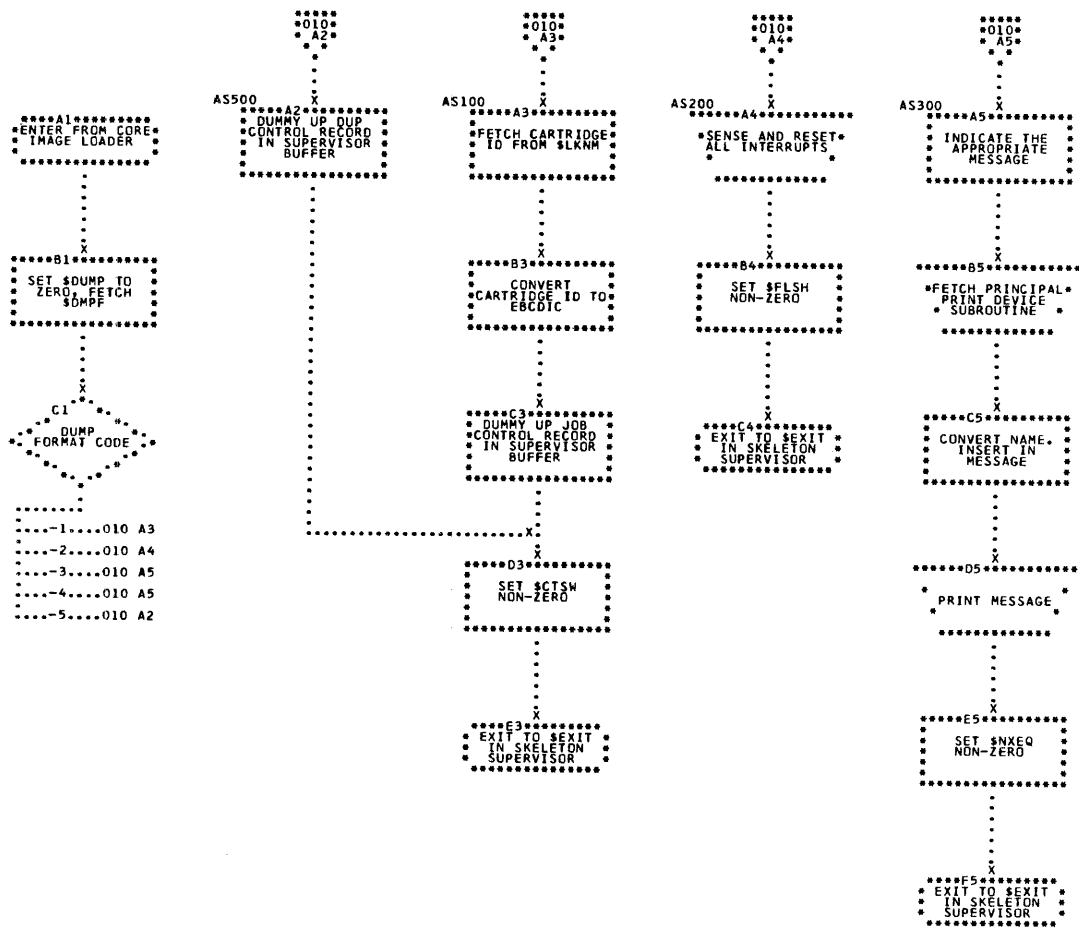 010
A2
010
A3
010
A4
010
A5
A1
ENTER FROM CORE
IMAGE LOADER
B1
SET $DUMP TO
ZERO, FETCH
$DMPF
C1
DUMP
FORMAT CODE
-1....010 A3
-2....010 A4
-3....010 A5
-4....010 A5
-5....010 A2
AS500
A2
DUMMY UP DUP
CONTROL RECORD
IN SUPERVISOR
BUFFER
AS100
A3
FETCH CARTRIDGE
ID FROM $LKNM
B3
CONVERT
CARTRIDGE ID TO
EBCDIC
C3
DUMMY UP JOB
CONTROL RECORD
IN SUPERVISOR
BUFFER
D3
SET $CTSW
NON-ZERO
E3
EXIT TO $EXIT
IN SKELETON
SUPERVISOR
AS200
A4
SENSE AND RESET
ALL INTERRUPTS
B4
SET $FLSH
NON-ZERO
C4
EXIT TO $EXIT
IN SKELETON
SUPERVISOR
AS300
A5
INDICATE THE
APPROPRIATE
MESSAGE
B5
FETCH PRINCIPAL
PRINT DEVICE
SUBROUTINE
C5
CONVERT NAME.
INSERT IN
MESSAGE
D5
PRINT MESSAGE
E5
SET $NXEQ
NON-ZERO
F5
EXIT TO $EXIT
IN SKELETON
SUPERVISOR